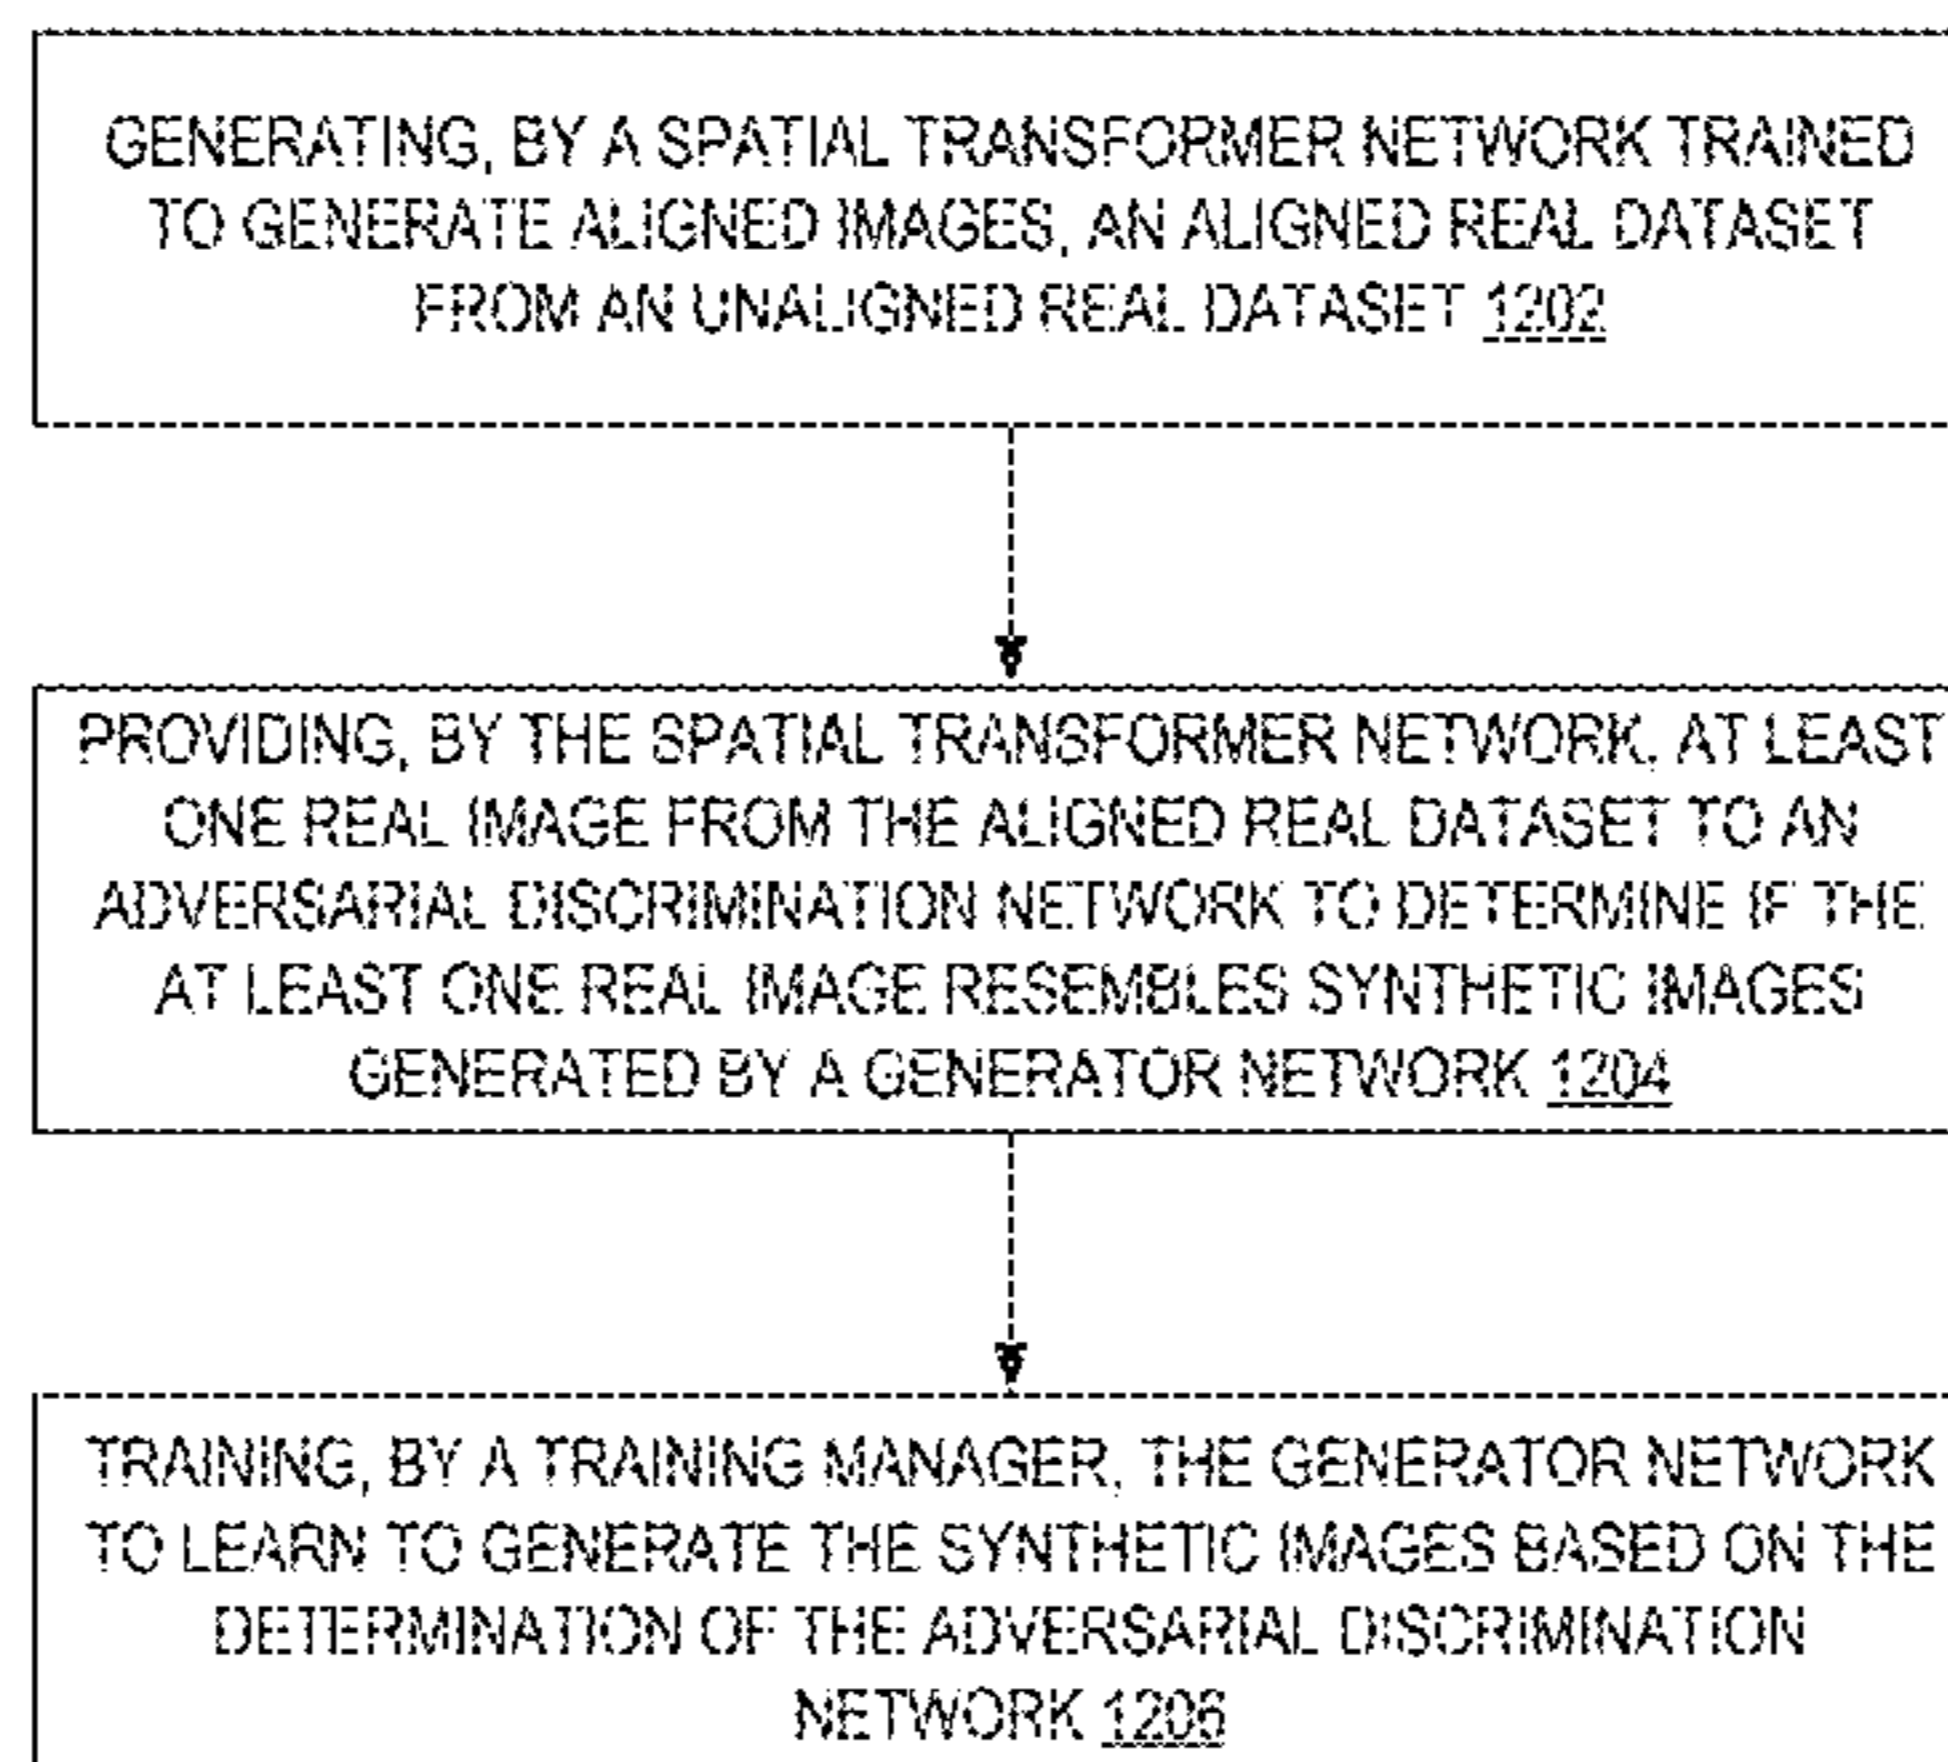 GENERATING, BY A SPATIAL TRANSFORMER NETWORK TRAINED
TO GENERATE ALIGNED IMAGES, AN ALIGNED REAL DATASET
FROM AN UNALIGNED REAL DATASET 1202
PROVIDING, BY THE SPATIAL TRANSFORMER NETWORK, AT LEAST
ONE REAL IMAGE FROM THE ALIGNED REAL DATASET TO AN
ADVERSARIAL DISCRIMINATION NETWORK TO DETERMINE IF THE
AT LEAST ONE REAL IMAGE RESEMBLES SYNTHETIC IMAGES
GENERATED BY A GENERATOR NETWORK 1204
TRAINING, BY A TRAINING MANAGER, THE GENERATOR NETWORK
TO LEARN TO GENERATE THE SYNTHETIC IMAGES BASED ON THE
DETERMINATION OF THE ADVERSARIAL DISCRIMINATION
NETWORK 1206